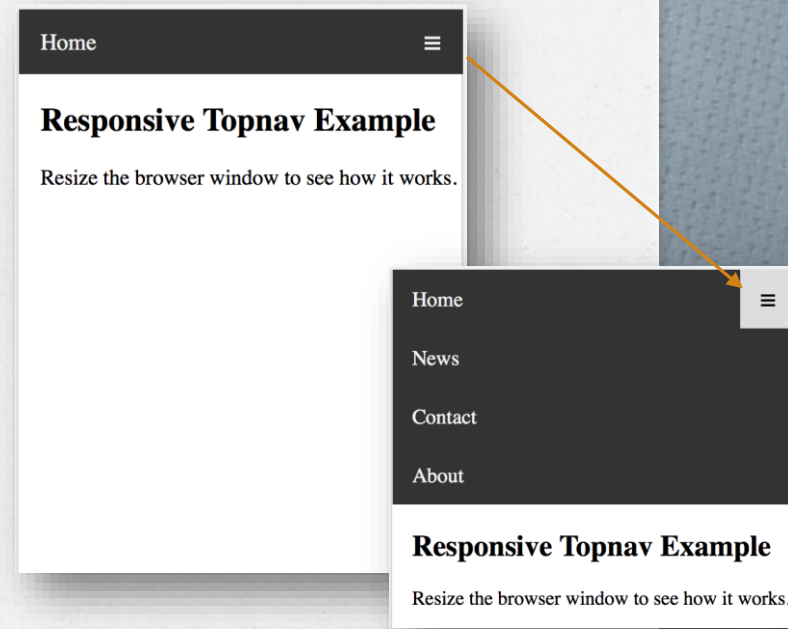 Home ≡
Responsive Topnav Example
Resize the browser window to see how it works.
Home ≡
News
Contact
About
Responsive Topnav Example
Resize the browser window to see how it works.